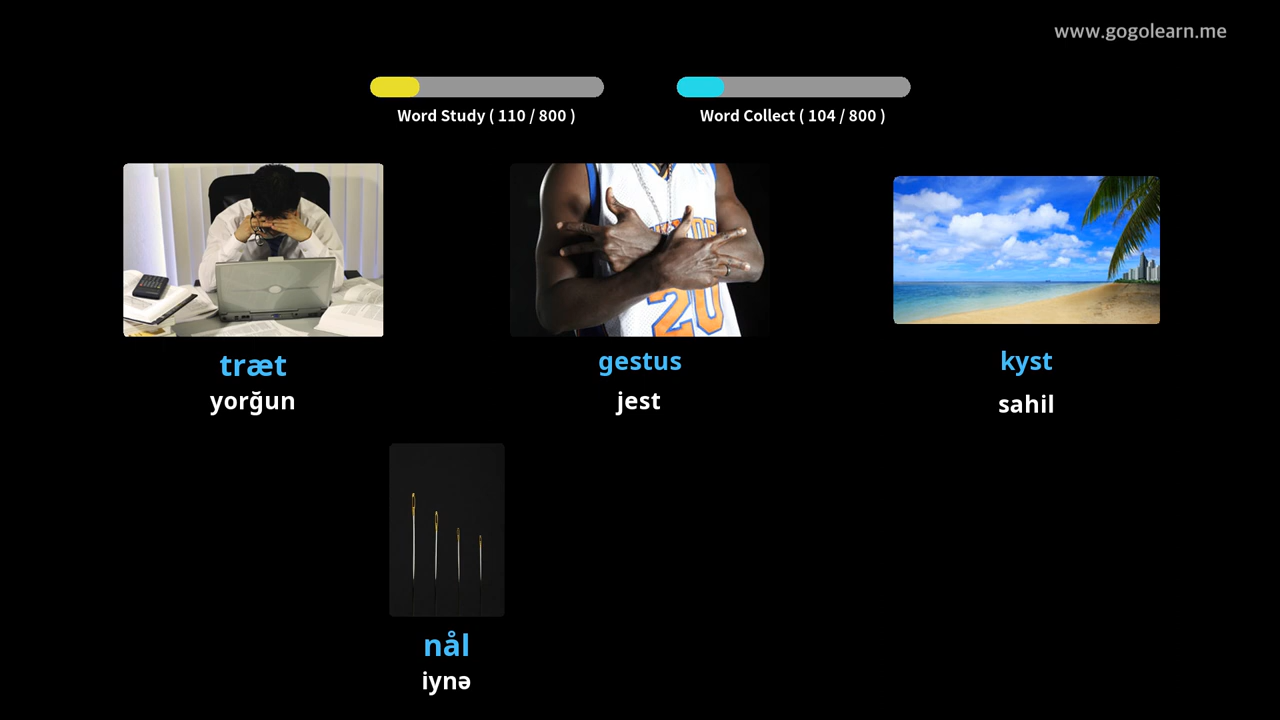 www.gogolearn.me
Word Study ( 110 / 800 )
Word Collect ( 104 / 800 )
træt
yorğun
gestus
jest
kyst
sahil
20
nål
iynə